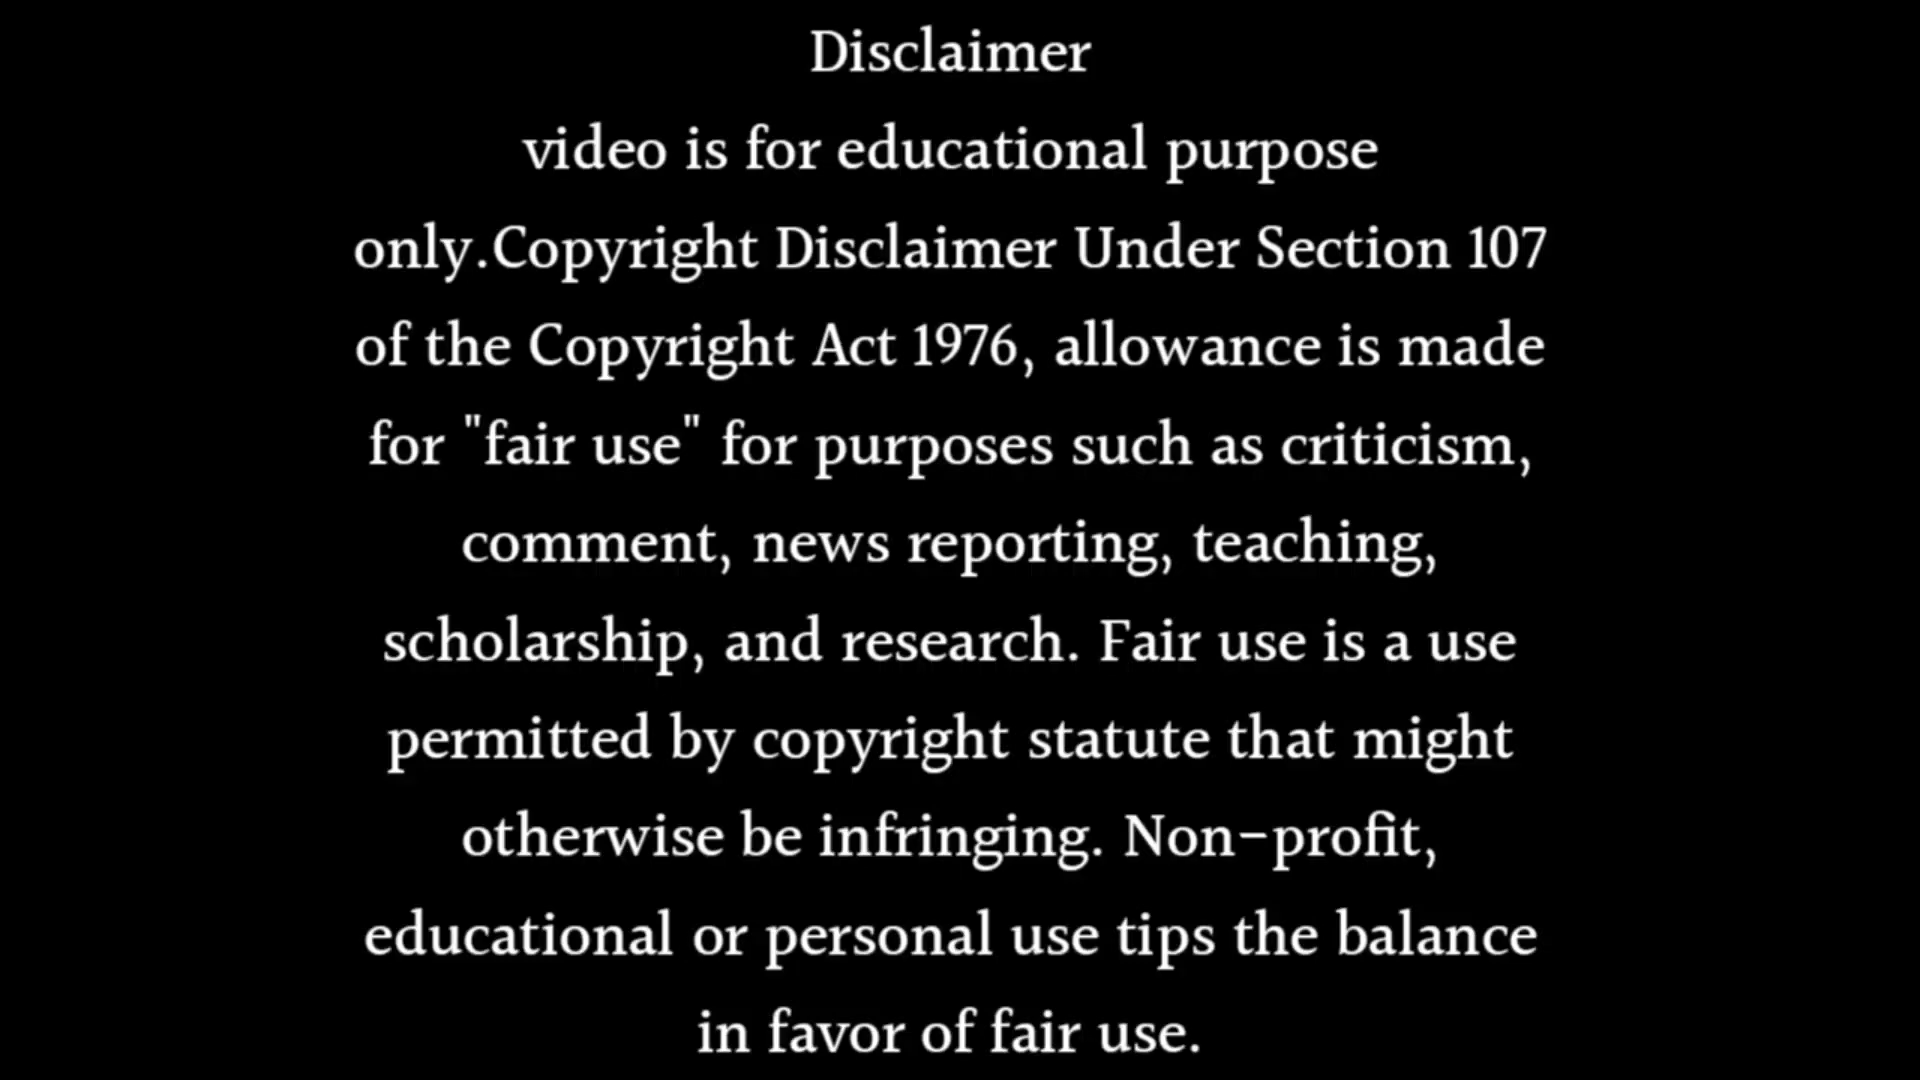 Disclaimer
video is for educational purpose
only.Copyright Disclaimer Under Section 107
of the Copyright Act 1976, allowance is made
for "fair use" for purposes such as criticism,
comment, news reporting, teaching,
scholarship, and research. Fair use is a use
permitted by copyright statute that might
otherwise be infringing. Non-profit,
educational or personal use tips the balance
in favor of fair use.